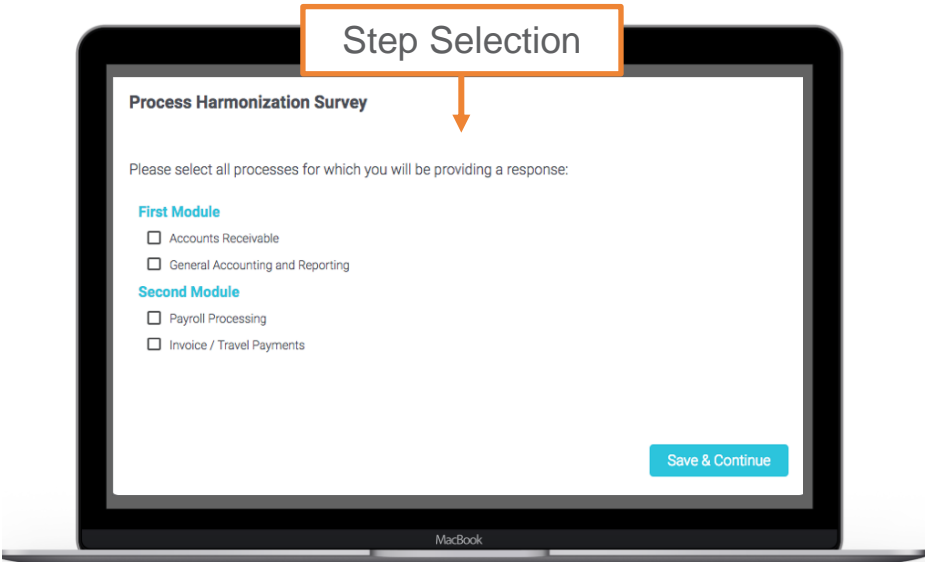 Step Selection
Process Harmonization Survey
Please select all processes for which you will be providing a response:
First Module
Accounts Receivable
General Accounting and Reporting
Second Module
Payroll Processing
Invoice / Travel Payments
Save & Continue
MacBook